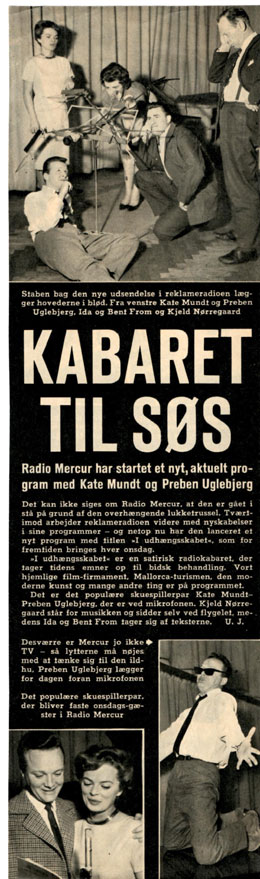 Staben bag den nye udsendelse i reklameradioen læg-
ger hovederne i blød. Fra venstre Kate Mundt og Preben
Uglebjerg, Ida og Bent From og Kjeld Nørregaard
KABARET
TIL SØS
Radio Mercur har startet et nyt, aktuelt pro-
gram med Kate Mundt og Preben Uglebjerg
Det kan ikke siges om Radio Mercur, at den er gået i
stå på grund af den overhængende lukketrussel. Tvært-
imod arbejder reklameradioen videre med nyskabelser
i sine programmer – og netop nu har den lanceret et
nyt program med titlen »I udhængsskabet«, som for
fremtiden bringes hver onsdag.
»I udhængsskabet« er en satirisk radiokabaret, der
tager tidens emner op til bidsk behandling. Vort
hjemlige film-firmament, Mallorca-turismen, den mo-
derne kunst og mange andre ting er på programmet.
Det er det populære skuespillerpar Kate Mundt-
Preben Uglebjerg, der er ved mikrofonen. Kjeld Nørre-
gaard står for musikken og sidder selv ved flygelet, me-
dens Ida og Bent From tager sig af teksterne. U. J.
Desværre er Mercur jo ikke
TV – så lytterne må nøjes
med at tænke sig til den ild-
hu, Preben Uglebjerg lægger
for dagen foran mikrofonen
Det populære skuespillerpar,
der bliver faste onsdags-gæ-
ster i Radio Mercur